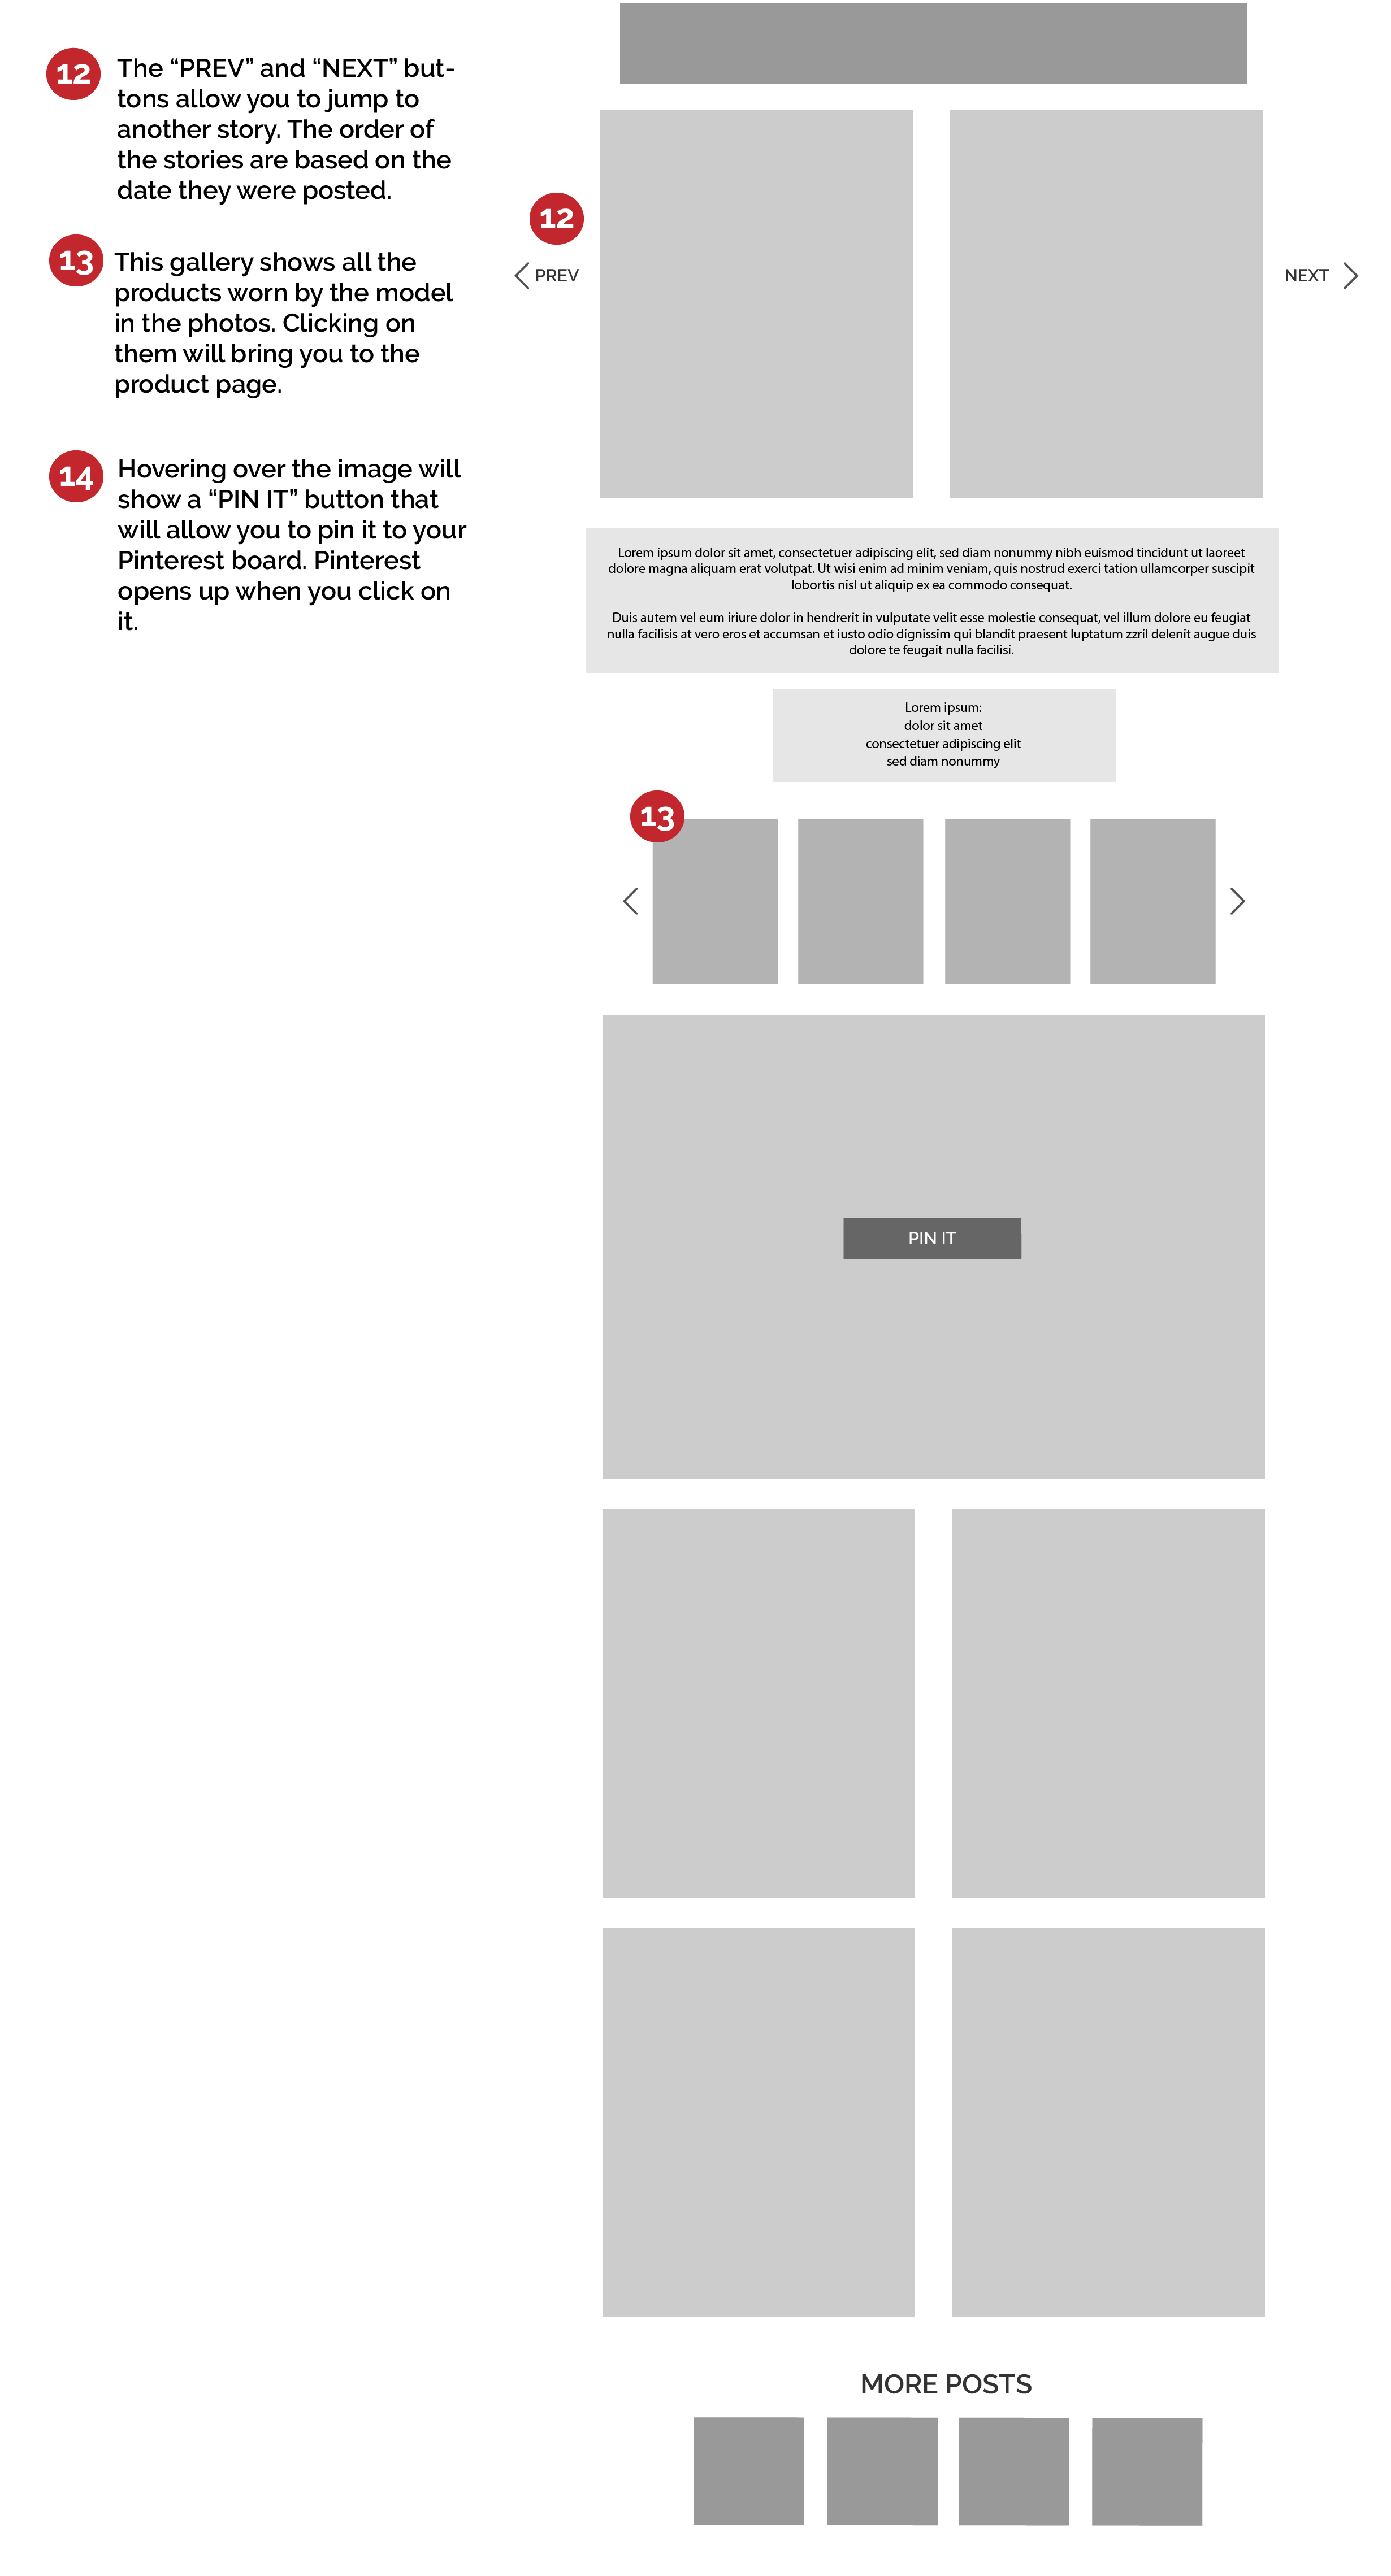 12
The “PREV” and “NEXT” but-
tons allow you to jump to
another story. The order of
the stories are based on the
date they were posted.
13
This gallery shows all the
products worn by the model
in the photos. Clicking on
them will bring you to the
product page.
14
Hovering over the image will
show a “PIN IT” button that
will allow you to pin it to your
Pinterest board. Pinterest
opens up when you click on
it.
12
PREV
NEXT
Lorem ipsum dolor sit amet, consectetuer adipiscing elit, sed diam nonummy nibh euismod tincidunt ut laoreet
dolore magna aliquam erat volutpat. Ut wisi enim ad minim veniam, quis nostrud exerci tation ullamcorper suscipit
lobortis nisl ut aliquip ex ea commodo consequat.
Duis autem vel eum iriure dolor in hendrerit in vulputate velit esse molestie consequat, vel illum dolore eu feugiat
nulla facilisis at vero eros et accumsan et iusto odio dignissim qui blandit praesent luptatum zzril delenit augue duis
dolore te feugait nulla facilisi.
Lorem ipsum:
dolor sit amet
consectetuer adipiscing elit
sed diam nonummy
13
PIN IT
MORE POSTS